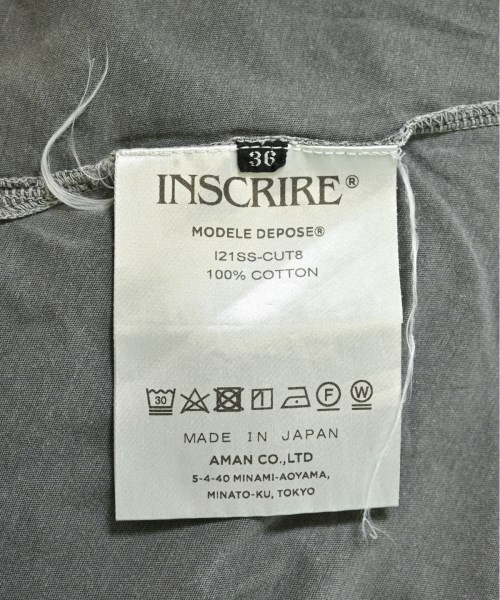 36
INSCRIRE®
MODELE DEPOSE®
I21SS-CUT8
100% COTTON
30 F W
MADE IN JAPAN
AMAN CO.,LTD
5-4-40 MINAMI-AOYAMA,
MINATO-KU, TOKYO